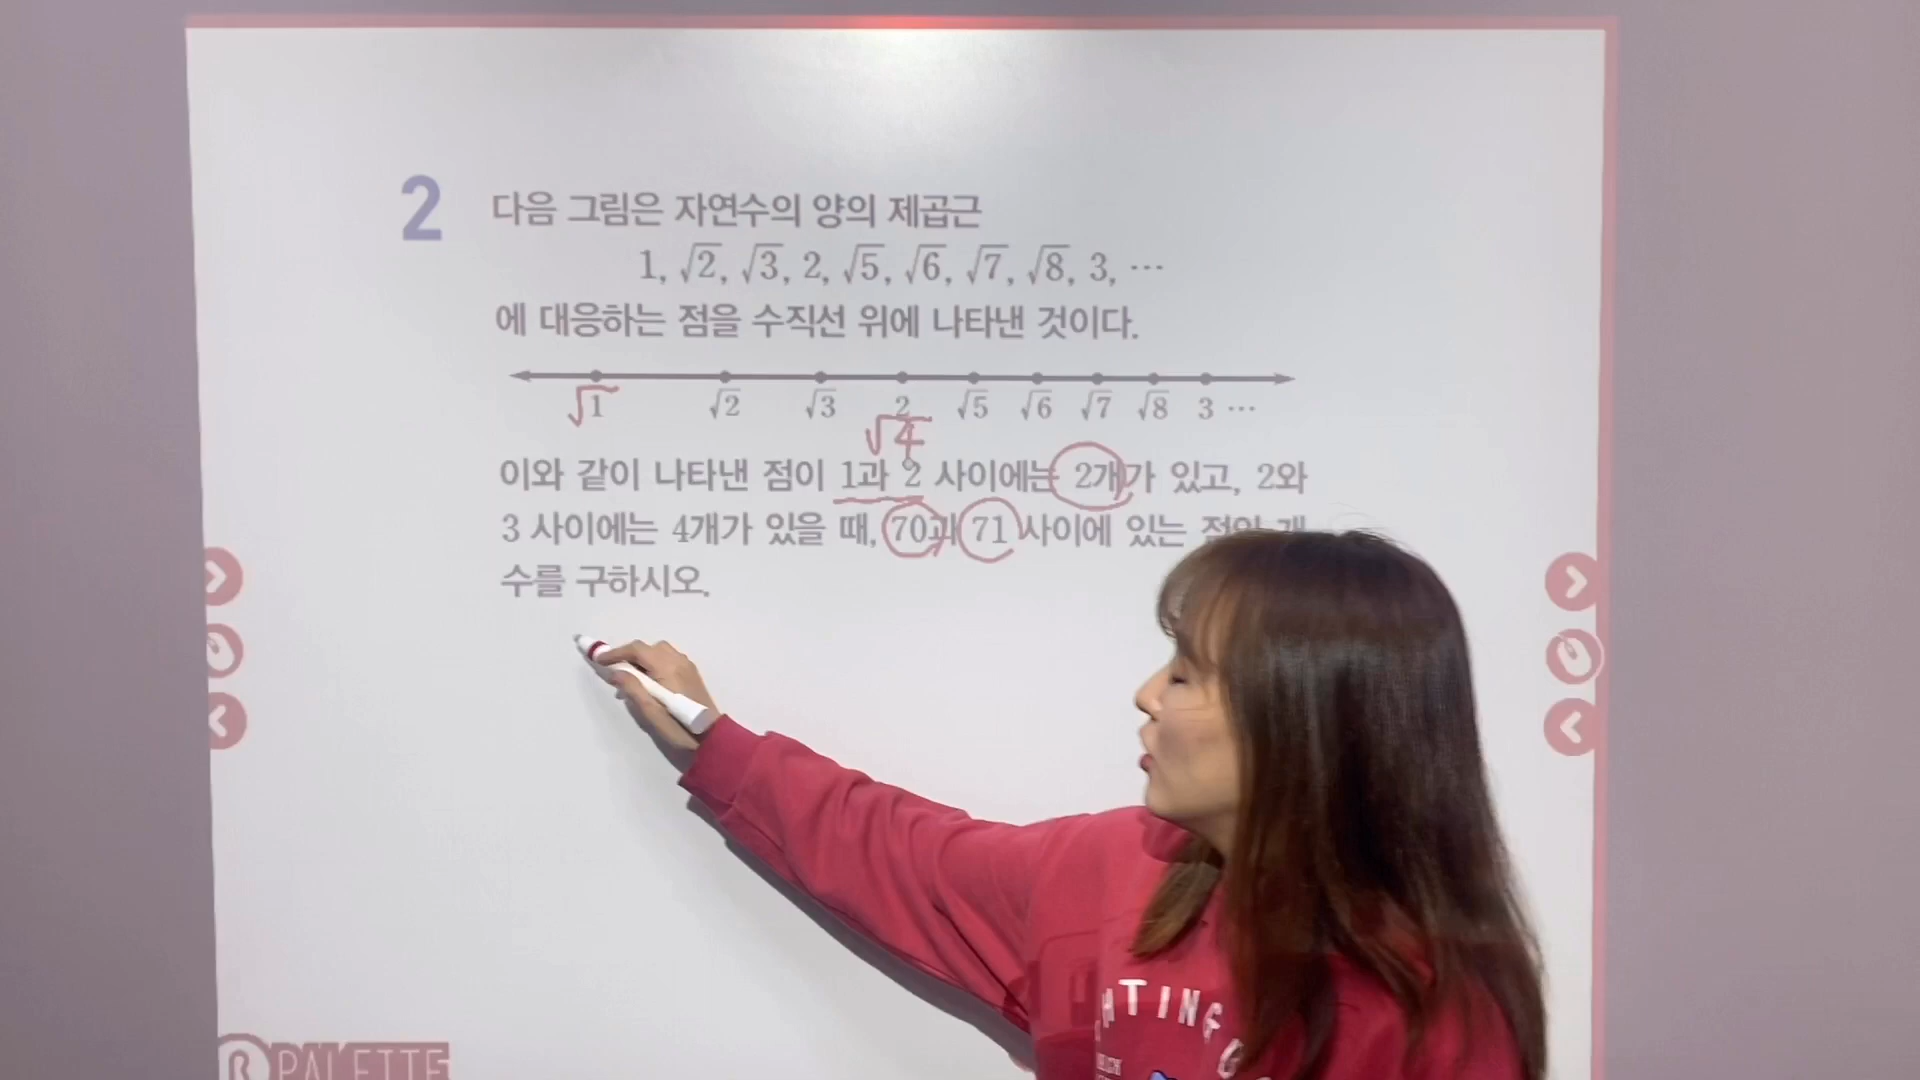 2
다음 그림은 자연수의 양의 제곱근
1, √2, √3, 2, √5, √6, √7, √8, 3, ⋯
에 대응하는 점을 수직선 위에 나타낸 것이다.
√1 √2 √3 2 √5 √6 √7 √8 3 ⋯
√4
이와 같이 나타낸 점이 1과 2 사이에는 2개가 있고, 2와
3 사이에는 4개가 있을 때, 70과 71 사이에 있는
수를 구하시오.
PALETTE